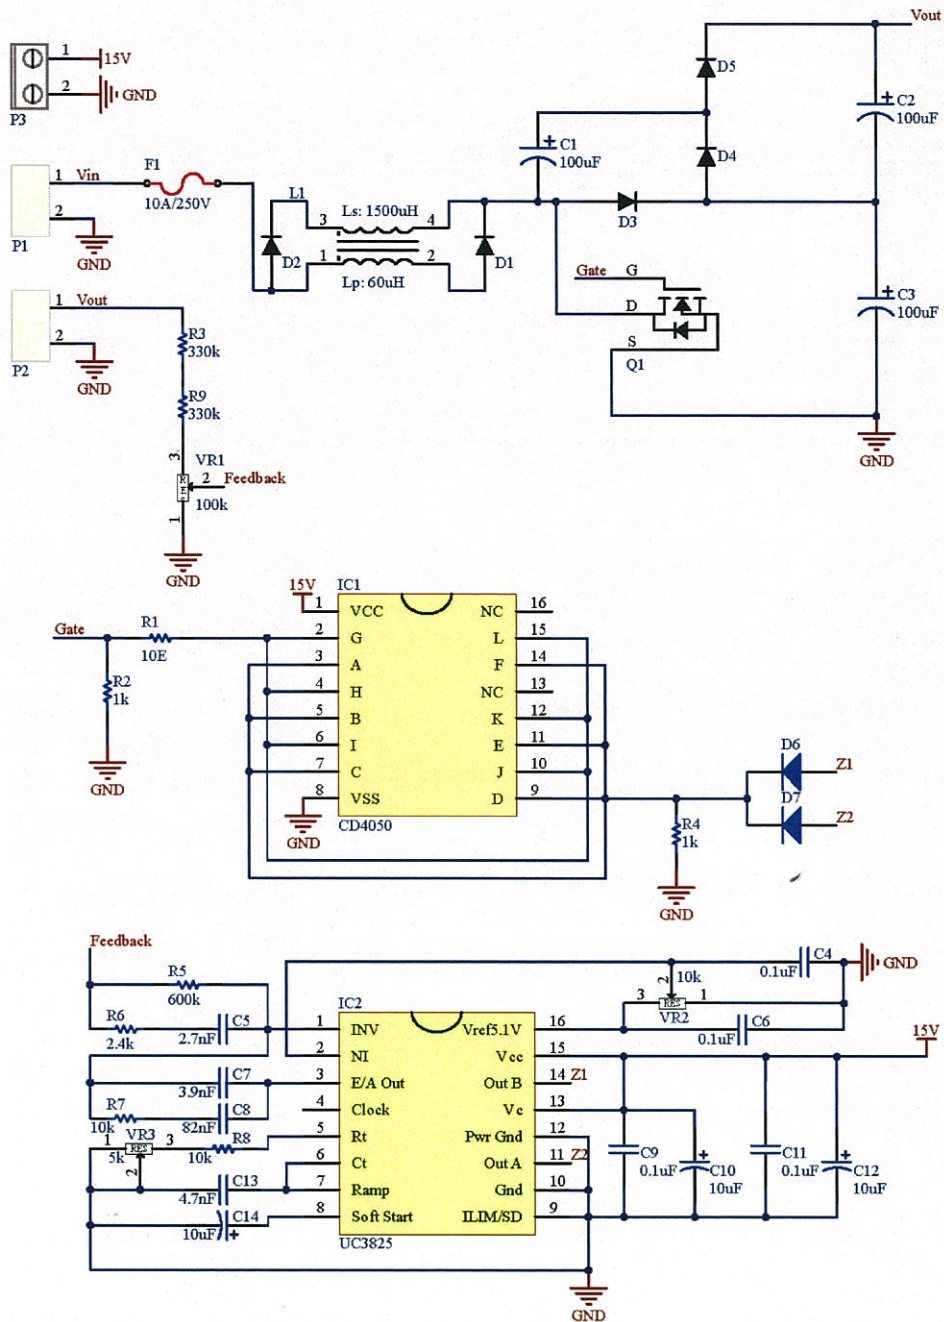 Vout
D5
1
15V
2
GND
P3
C2
100uF
C1
100uF
D4
F1
1
Vin
10A/250V
L1
2
P1
GND
3
Ls: 1500uH
4
D3
D2
D1
1
Lp: 60uH
2
Gate
G
D
S
Q1
C3
100uF
GND
1
Vout
2
P2
GND
R3
330k
R9
330k
3
VR1
2
Feedback
100k
1
GND
15V
IC1
1
VCC
NC
16
2
G
L
15
3
A
F
14
4
H
NC
13
5
B
K
12
6
I
E
11
7
C
J
10
8
VSS
D
9
GND
CD4050
Gate
R1
10E
R2
1k
GND
D6
Z1
D7
Z2
R4
1k
GND
Feedback
R5
600k
R6
2.4k
C5
2.7nF
C7
3.9nF
R7
10k
C8
82nF
VR3
1
RES
3
5k
2
R8
10k
C13
4.7nF
C14
10uF
IC2
1
INV
Vref5.1V
16
2
NI
Vcc
15
3
E/A Out
Out B
14
Z1
4
Clock
Vc
13
5
Rt
Pwr Gnd
12
6
Ct
Out A
11
Z2
7
Ramp
Gnd
10
8
Soft Start
ILIM/SD
9
UC3825
C4
0.1uF
GND
2
10k
3
RES
1
VR2
C6
0.1uF
15V
C9
0.1uF
C10
10uF
C11
0.1uF
C12
10uF
GND